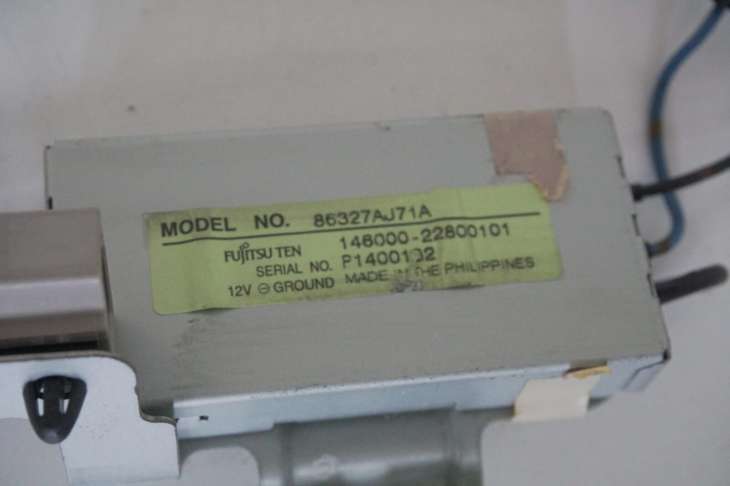 MODEL NO. 86327AJ71A
FUJITSU TEN 146000-22800101
SERIAL NO. P1400102
12V ⊖ GROUND MADE IN THE PHILIPPINES